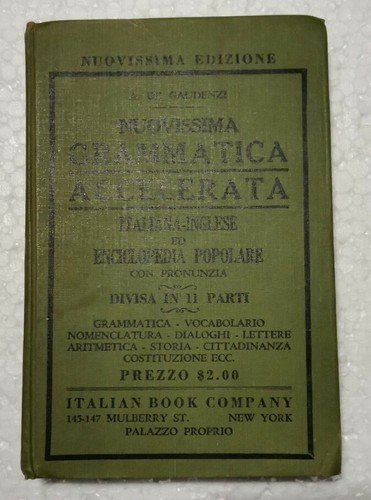 NUOVISSIMA EDIZIONE
A. DE GAUDENZI
NUOVISSIMA
GRAMMATICA
ACCELERATA
ITALIANA-INGLESE
ED
ENCICLOPEDIA POPOLARE
CON PRONUNZIA
DIVISA IN 11 PARTI
GRAMMATICA - VOCABOLARIO
NOMENCLATURA - DIALOGHI - LETTERE
ARITMETICA - STORIA - CITTADINANZA
COSTITUZIONE ECC.
PREZZO $2.00
ITALIAN BOOK COMPANY
145-147 MULBERRY ST. NEW YORK
PALAZZO PROPRIO